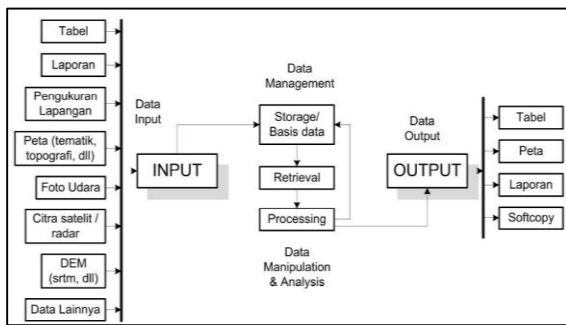 Tabel
Laporan
Pengukuran
Lapangan
Peta (tematik,
topografi, dll)
Foto Udara
Citra satelit /
radar
DEM
(srtm, dll)
Data Lainnya
Data
Input
INPUT
Data
Management
Storage/
Basis data
Retrieval
Processing
Data
Manipulation
& Analysis
Data
Output
OUTPUT
Tabel
Peta
Laporan
Softcopy